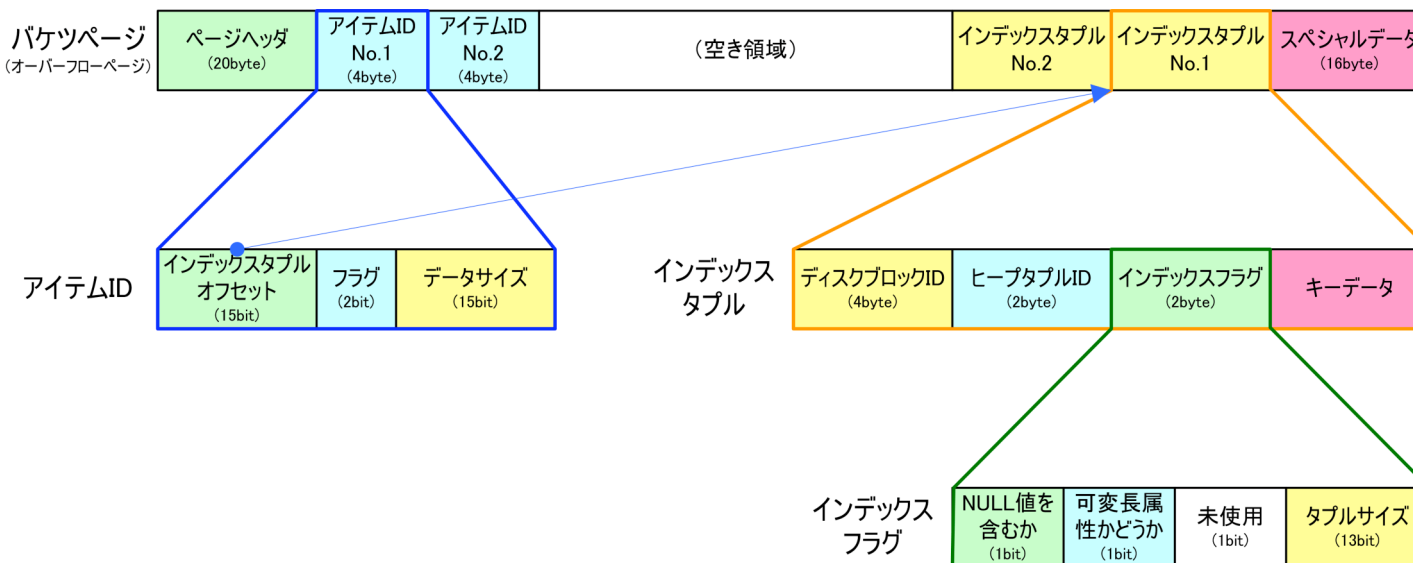 バケツページ
(オーバーフローページ)
ページヘッダ
(20byte)
アイテムID
No.1
(4byte)
アイテムID
No.2
(4byte)
(空き領域)
インデックスタプル
No.2
インデックスタプル
No.1
スペシャルデータ
(16byte)
アイテムID
インデックスタプル
オフセット
(15bit)
フラグ
(2bit)
データサイズ
(15bit)
インデックス
タプル
ディスクブロックID
(4byte)
ヒープタプルID
(2byte)
インデックスフラグ
(2byte)
キーデータ
インデックス
フラグ
NULL値を
含むか
(1bit)
可変長属
性かどうか
(1bit)
未使用
(1bit)
タプルサイズ
(13bit)